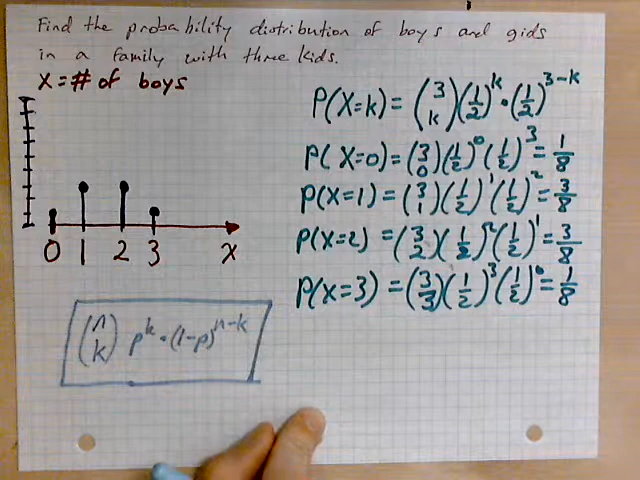 Find the probability distribution of boys and girls
in a family with three kids.
X = # of boys
P(X=k) = (3 k)(1/2)^k · (1/2)^3-k
P(X=0) = (3 0)(1/2)^0 (1/2)^3 = 1/8
P(X=1) = (3 1)(1/2)^1 (1/2)^2 = 3/8
P(X=2) = (3 2)(1/2)^2 (1/2)^1 = 3/8
P(X=3) = (3 3)(1/2)^3 (1/2)^0 = 1/8
0 1 2 3 X
(n k) p^k · (1-p)^n-k